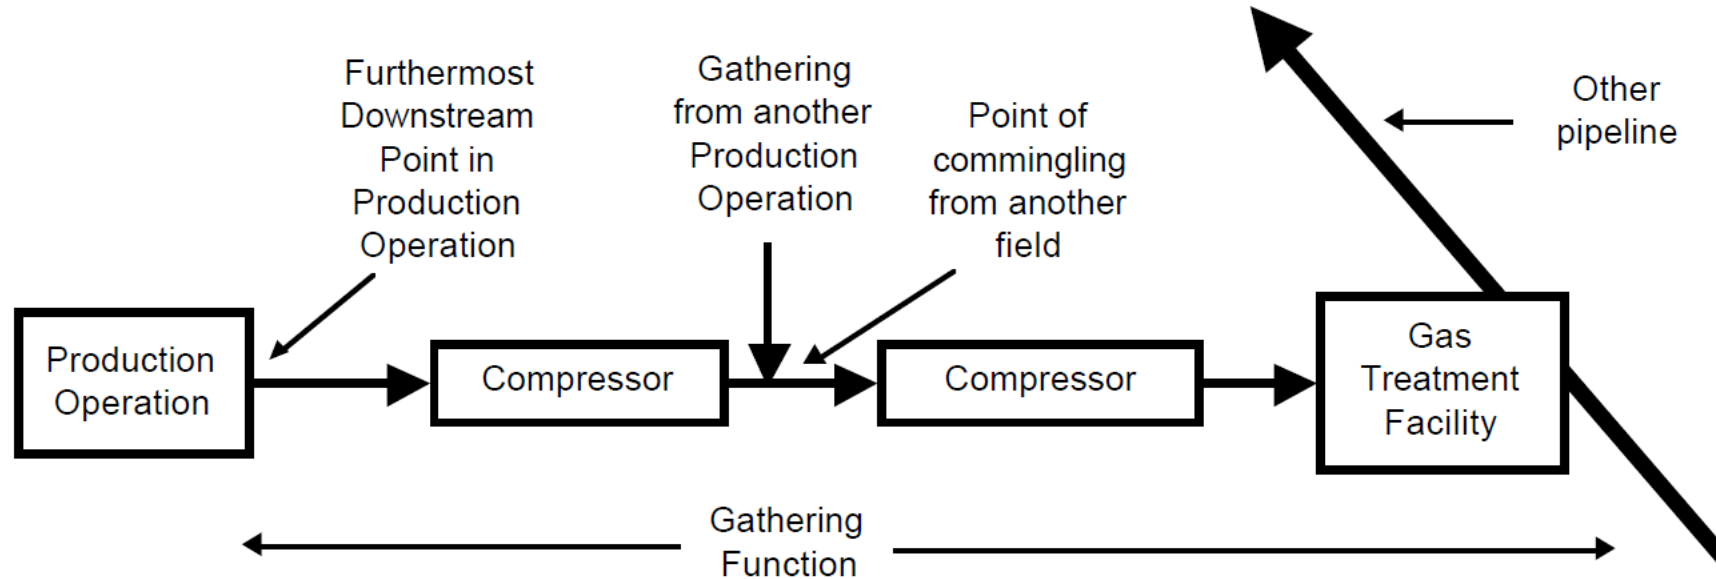 Furthermost
Downstream
Point in
Production
Operation
Gathering
from another
Production
Operation
Point of
commingling
from another
field
Other
pipeline
Production
Operation
Compressor
Compressor
Gas
Treatment
Facility
Gathering
Function